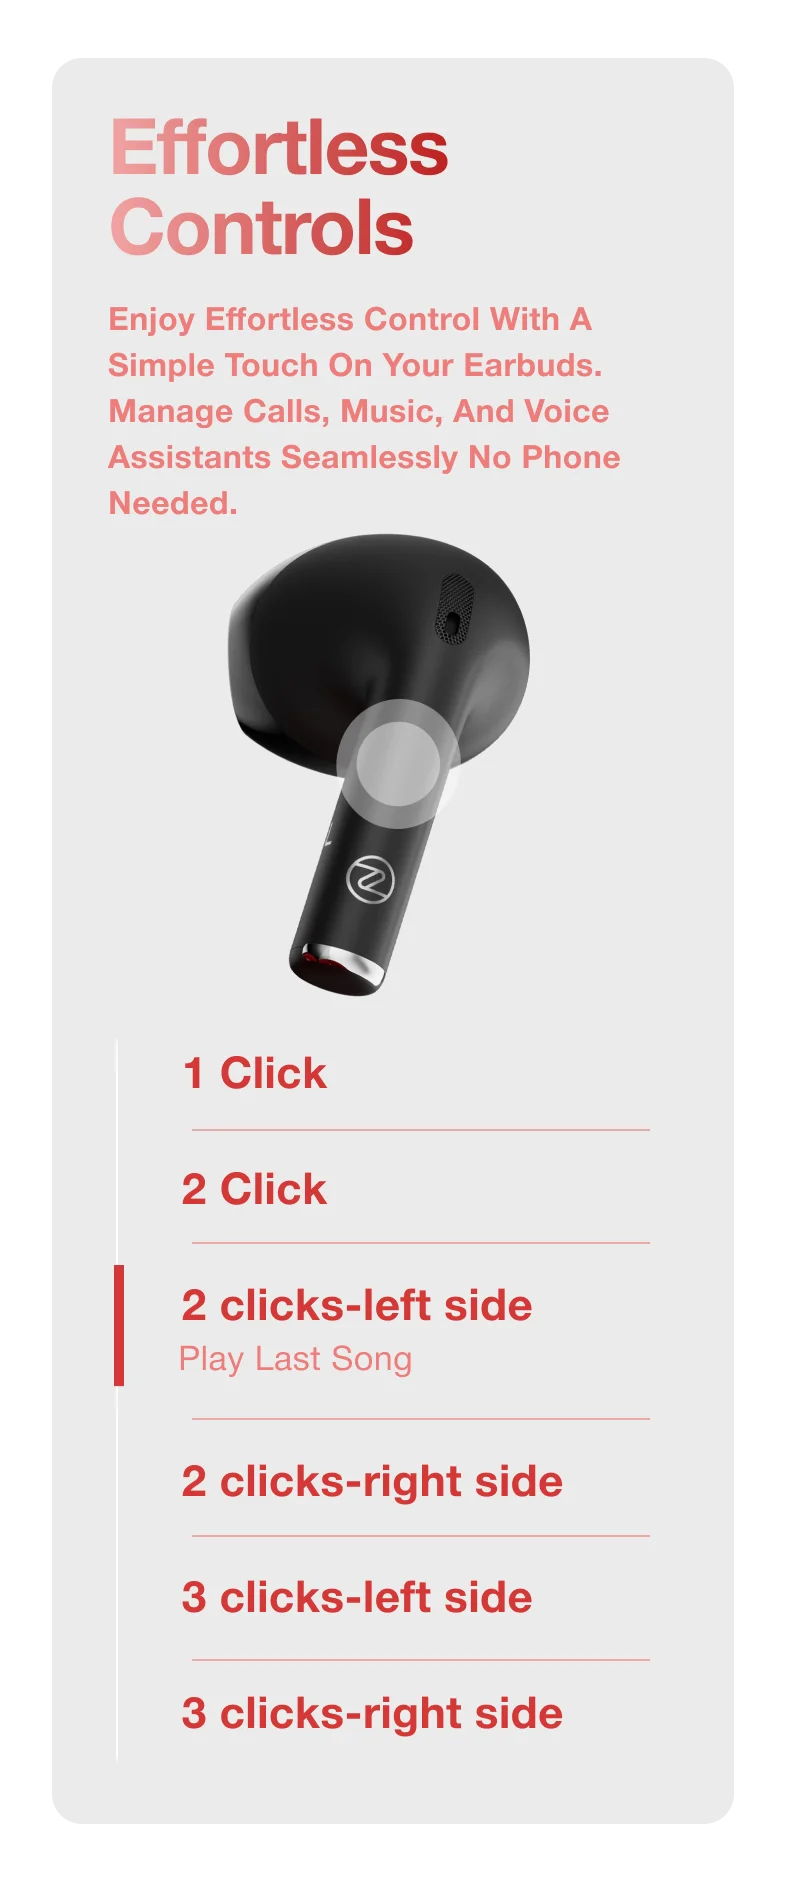 Effortless
Controls
Enjoy Effortless Control With A
Simple Touch On Your Earbuds.
Manage Calls, Music, And Voice
Assistants Seamlessly No Phone
Needed.
1 Click
2 Click
2 clicks-left side
Play Last Song
2 clicks-right side
3 clicks-left side
3 clicks-right side